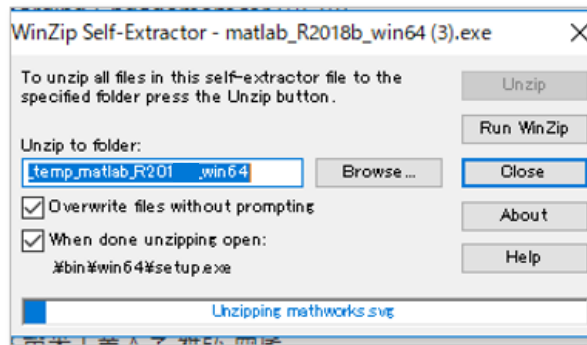 WinZip Self-Extractor - matlab_R2018b_win64 (3).exe
To unzip all files in this self-extractor file to the
specified folder press the Unzip button.
Unzip
Run WinZip
Unzip to folder:
_temp_matlab_R201 _win64
Browse...
Close
Overwrite files without prompting
About
When done unzipping open:
.¥bin¥win64¥setup.exe
Help
Unzipping mathworks.svg